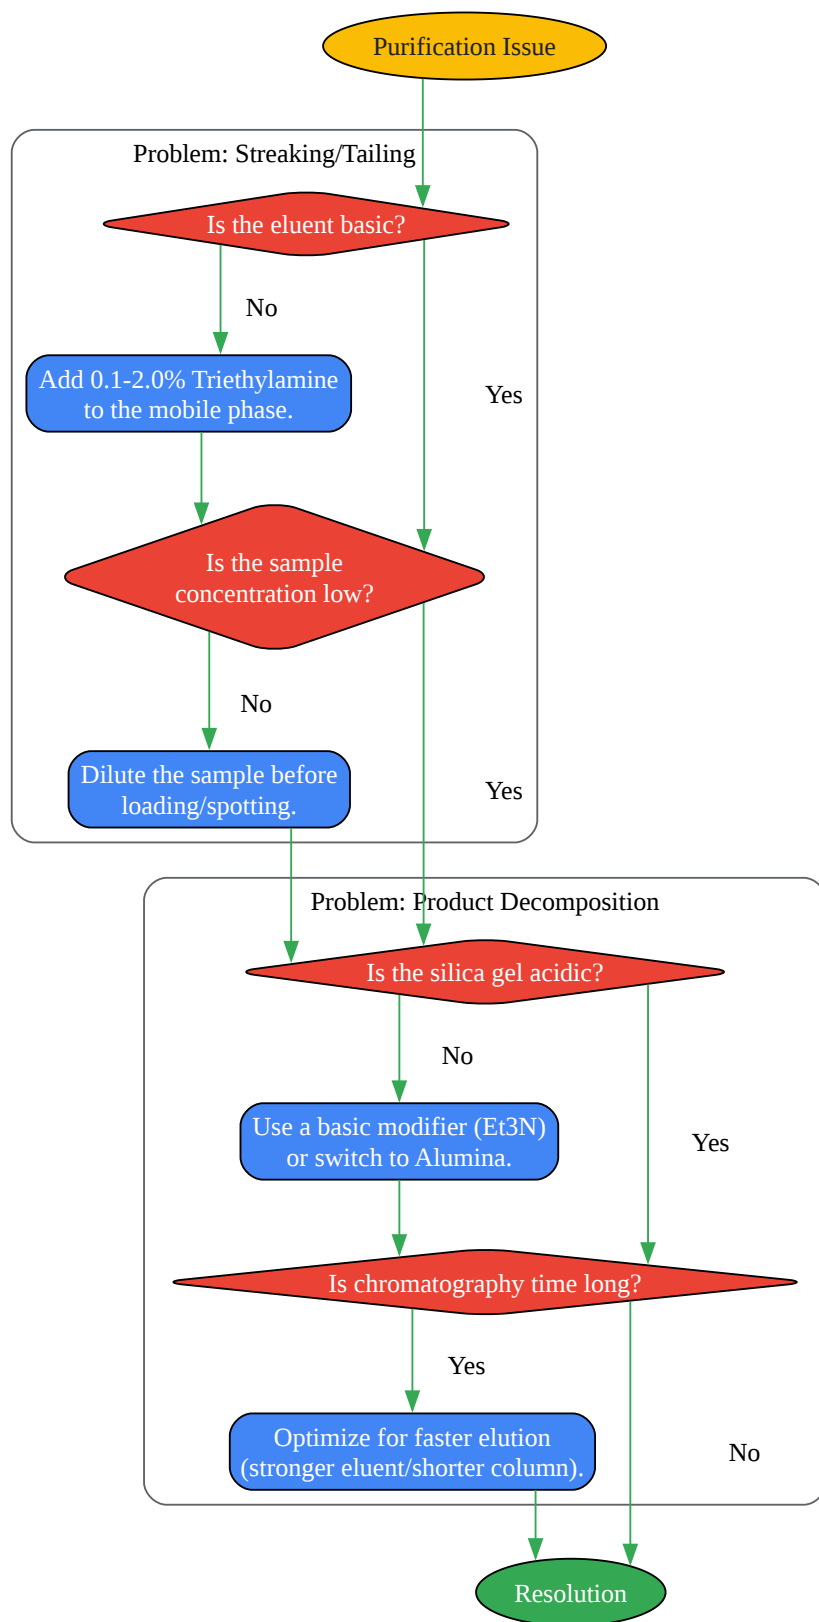 Purification Issue
Problem: Streaking/Tailing
Is the eluent basic?
No
Add 0.1-2.0% Triethylamine
to the mobile phase.
Yes
Is the sample
concentration low?
No
Dilute the sample before
loading/spotting.
Yes
Problem: Product Decomposition
Is the silica gel acidic?
No
Use a basic modifier (Et3N)
or switch to Alumina.
Yes
Is chromatography time long?
Yes
Optimize for faster elution
(stronger eluent/shorter column).
No
Resolution